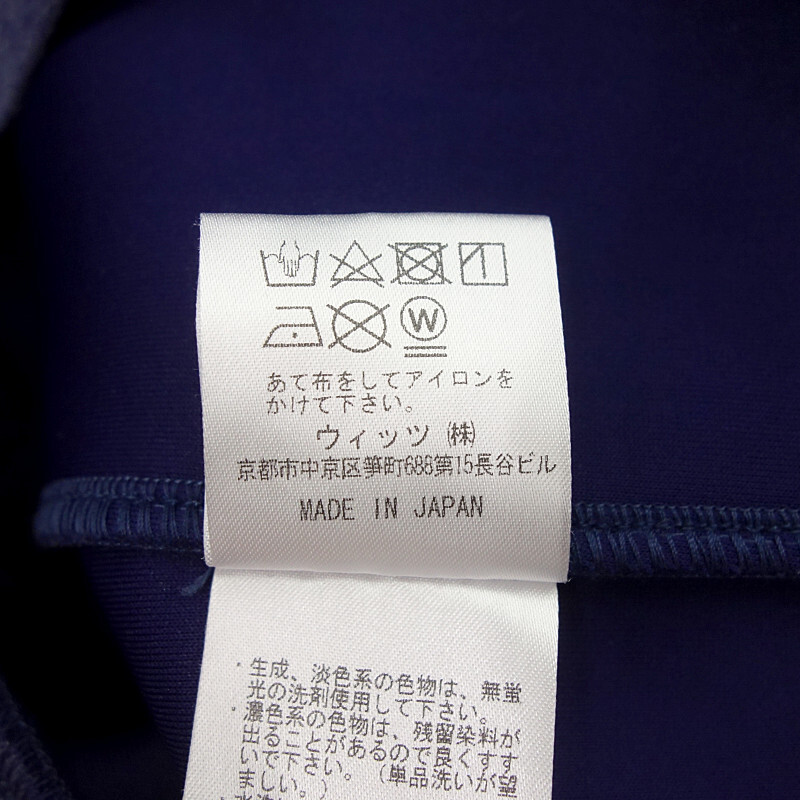 W
あて布をしてアイロンを
かけて下さい。
ウィッツ ㈱
京都市中京区笋町688第15長谷ビル
MADE IN JAPAN
・生成、淡色系の色物は、無蛍
光の洗剤使用して下さい。
・濃色系の色物は、残留染料が
出ることがあるので良くすす
いで下さい。（単品洗いが望
ましい。）